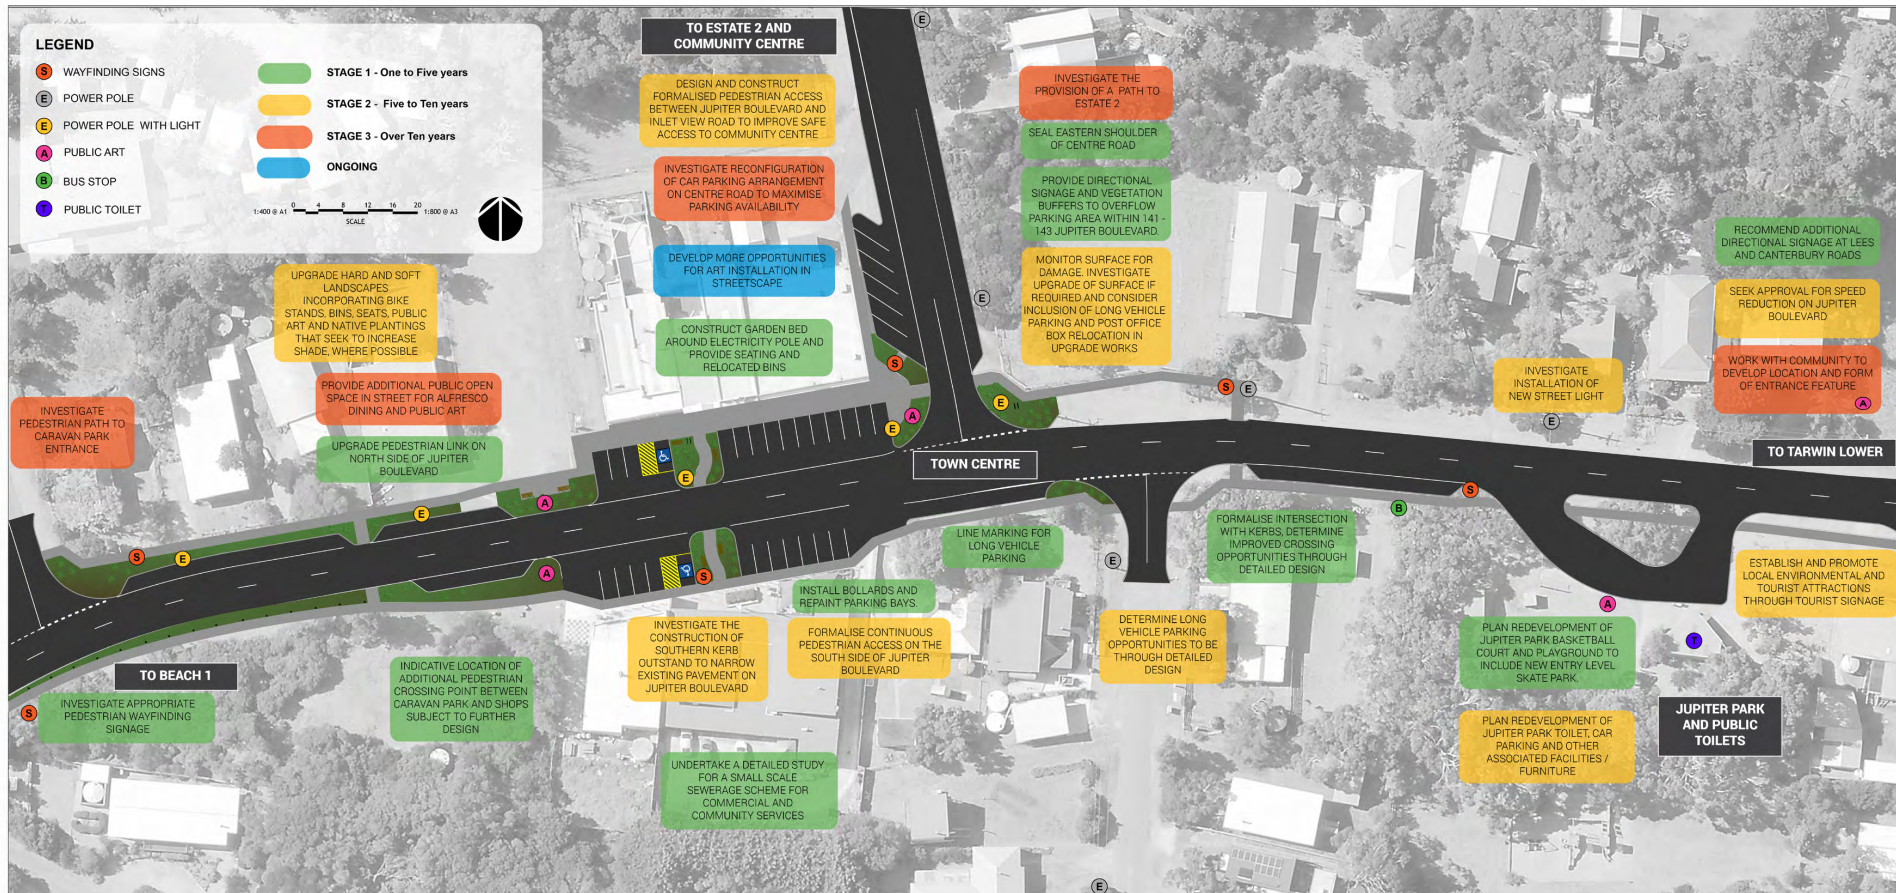 LEGEND
S WAYFINDING SIGNS
E POWER POLE
E POWER POLE WITH LIGHT
A PUBLIC ART
B BUS STOP
T PUBLIC TOILET
STAGE 1 - One to Five years
STAGE 2 - Five to Ten years
STAGE 3 - Over Ten years
ONGOING
1:400 @ A1
0 4 8 12 16 20
1:800 @ A3
SCALE
TO ESTATE 2 AND
COMMUNITY CENTRE
DESIGN AND CONSTRUCT
FORMALISED PEDESTRIAN ACCESS
BETWEEN JUPITER BOULEVARD AND
INLET VIEW ROAD TO IMPROVE SAFE
ACCESS TO COMMUNITY CENTRE
INVESTIGATE RECONFIGURATION
OF CAR PARKING ARRANGEMENT
ON CENTRE ROAD TO MAXIMISE
PARKING AVAILABILITY
DEVELOP MORE OPPORTUNITIES
FOR ART INSTALLATION IN
STREETSCAPE
CONSTRUCT GARDEN BED
AROUND ELECTRICITY POLE AND
PROVIDE SEATING AND
RELOCATED BINS
E
INVESTIGATE THE
PROVISION OF A PATH TO
ESTATE 2
SEAL EASTERN SHOULDER
OF CENTRE ROAD
PROVIDE DIRECTIONAL
SIGNAGE AND VEGETATION
BUFFERS TO OVERFLOW
PARKING AREA WITHIN 141 -
143 JUPITER BOULEVARD.
MONITOR SURFACE FOR
DAMAGE. INVESTIGATE
UPGRADE OF SURFACE IF
REQUIRED AND CONSIDER
INCLUSION OF LONG VEHICLE
PARKING AND POST OFFICE
BOX RELOCATION IN
UPGRADE WORKS
E
RECOMMEND ADDITIONAL
DIRECTIONAL SIGNAGE AT LEES
AND CANTERBURY ROADS
SEEK APPROVAL FOR SPEED
REDUCTION ON JUPITER
BOULEVARD
WORK WITH COMMUNITY TO
DEVELOP LOCATION AND FORM
OF ENTRANCE FEATURE
A
INVESTIGATE
INSTALLATION OF
NEW STREET LIGHT
E
UPGRADE HARD AND SOFT
LANDSCAPES
INCORPORATING BIKE
STANDS, BINS, SEATS, PUBLIC
ART AND NATIVE PLANTINGS
THAT SEEK TO INCREASE
SHADE, WHERE POSSIBLE
PROVIDE ADDITIONAL PUBLIC OPEN
SPACE IN STREET FOR ALFRESCO
DINING AND PUBLIC ART
UPGRADE PEDESTRIAN LINK ON
NORTH SIDE OF JUPITER
BOULEVARD
INVESTIGATE
PEDESTRIAN PATH TO
CARAVAN PARK
ENTRANCE
S
A
E
E
S E
TOWN CENTRE
TO TARWIN LOWER
E
A
E
S
E
A
S
S
B
A
T
E
LINE MARKING FOR
LONG VEHICLE
PARKING
FORMALISE INTERSECTION
WITH KERBS, DETERMINE
IMPROVED CROSSING
OPPORTUNITIES THROUGH
DETAILED DESIGN
ESTABLISH AND PROMOTE
LOCAL ENVIRONMENTAL AND
TOURIST ATTRACTIONS
THROUGH TOURIST SIGNAGE
INSTALL BOLLARDS AND
REPAINT PARKING BAYS.
FORMALISE CONTINUOUS
PEDESTRIAN ACCESS ON THE
SOUTH SIDE OF JUPITER
BOULEVARD
INVESTIGATE THE
CONSTRUCTION OF
SOUTHERN KERB
OUTSTAND TO NARROW
EXISTING PAVEMENT ON
JUPITER BOULEVARD
DETERMINE LONG
VEHICLE PARKING
OPPORTUNITIES TO BE
THROUGH DETAILED
DESIGN
PLAN REDEVELOPMENT OF
JUPITER PARK BASKETBALL
COURT AND PLAYGROUND TO
INCLUDE NEW ENTRY LEVEL
SKATE PARK.
TO BEACH 1
S
INVESTIGATE APPROPRIATE
PEDESTRIAN WAYFINDING
SIGNAGE
INDICATIVE LOCATION OF
ADDITIONAL PEDESTRIAN
CROSSING POINT BETWEEN
CARAVAN PARK AND SHOPS
SUBJECT TO FURTHER
DESIGN
JUPITER PARK
AND PUBLIC
TOILETS
PLAN REDEVELOPMENT OF
JUPITER PARK TOILET, CAR
PARKING AND OTHER
ASSOCIATED FACILITIES /
FURNITURE
UNDERTAKE A DETAILED STUDY
FOR A SMALL SCALE
SEWERAGE SCHEME FOR
COMMERCIAL AND
COMMUNITY SERVICES
E